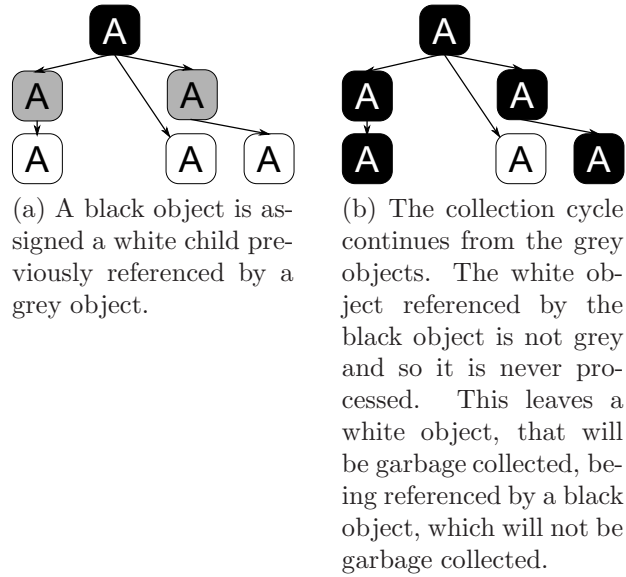 A
A A
A A A
(a) A black object is as-
signed a white child pre-
viously referenced by a
grey object.
A
A A
A A A
(b) The collection cycle
continues from the grey
objects. The white ob-
ject referenced by the
black object is not grey
and so it is never pro-
cessed. This leaves a
white object, that will
be garbage collected, be-
ing referenced by a black
object, which will not be
garbage collected.